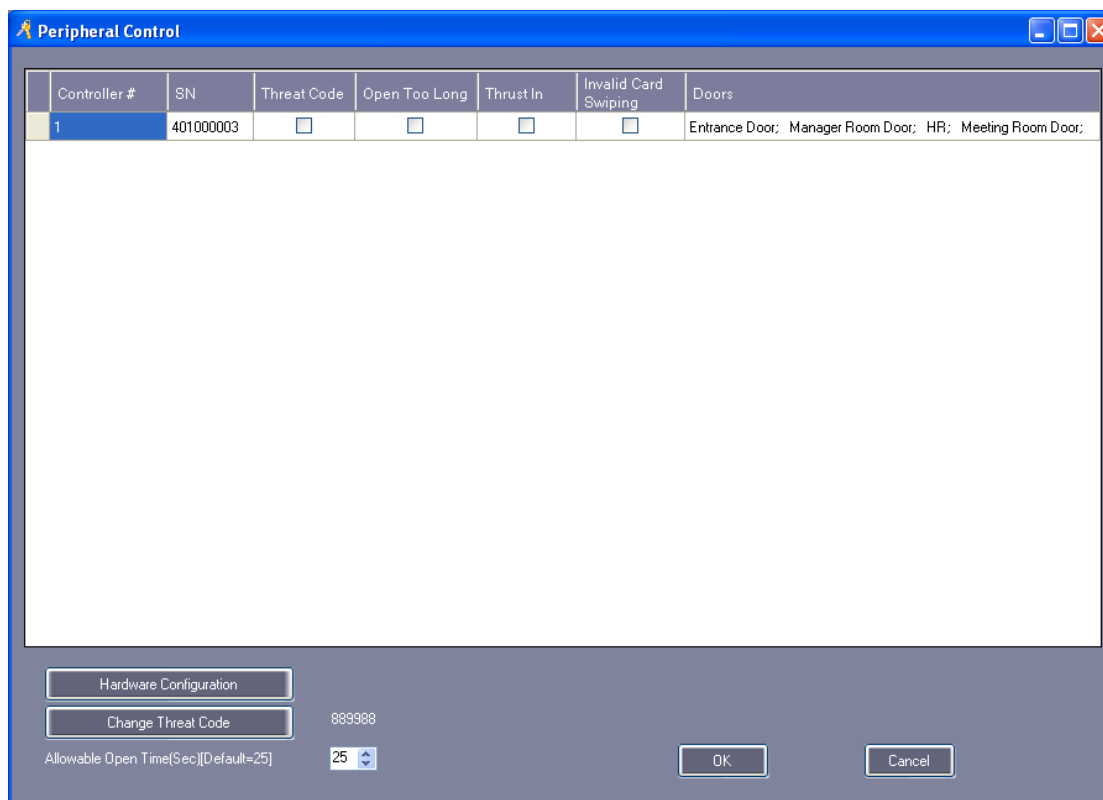 Peripheral Control
Controller # SN Threat Code Open Too Long Thrust In Invalid Card Swiping Doors
1 401000003 Entrance Door; Manager Room Door; HR; Meeting Room Door;
Hardware Configuration
Change Threat Code 889988
Allowable Open Time(Sec)[Default=25] 25 OK Cancel